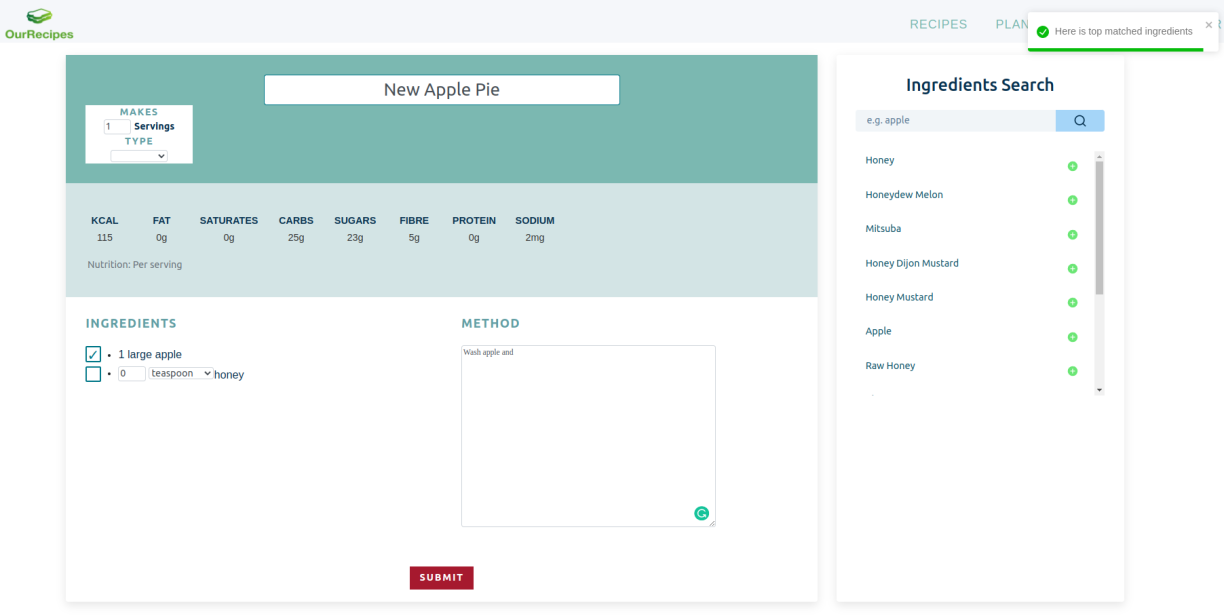 OurRecipes
RECIPES
Here is top matched ingredients
New Apple Pie
MAKES
1 Servings
TYPE
KCAL FAT SATURATES CARBS SUGARS FIBRE PROTEIN SODIUM
115 0g 0g 25g 23g 5g 0g 2mg
Nutrition: Per serving
INGREDIENTS
1 large apple
0 teaspoon honey
METHOD
Wash apple and
SUBMIT
Ingredients Search
e.g. apple
Honey
Honeydew Melon
Mitsuba
Honey Dijon Mustard
Honey Mustard
Apple
Raw Honey